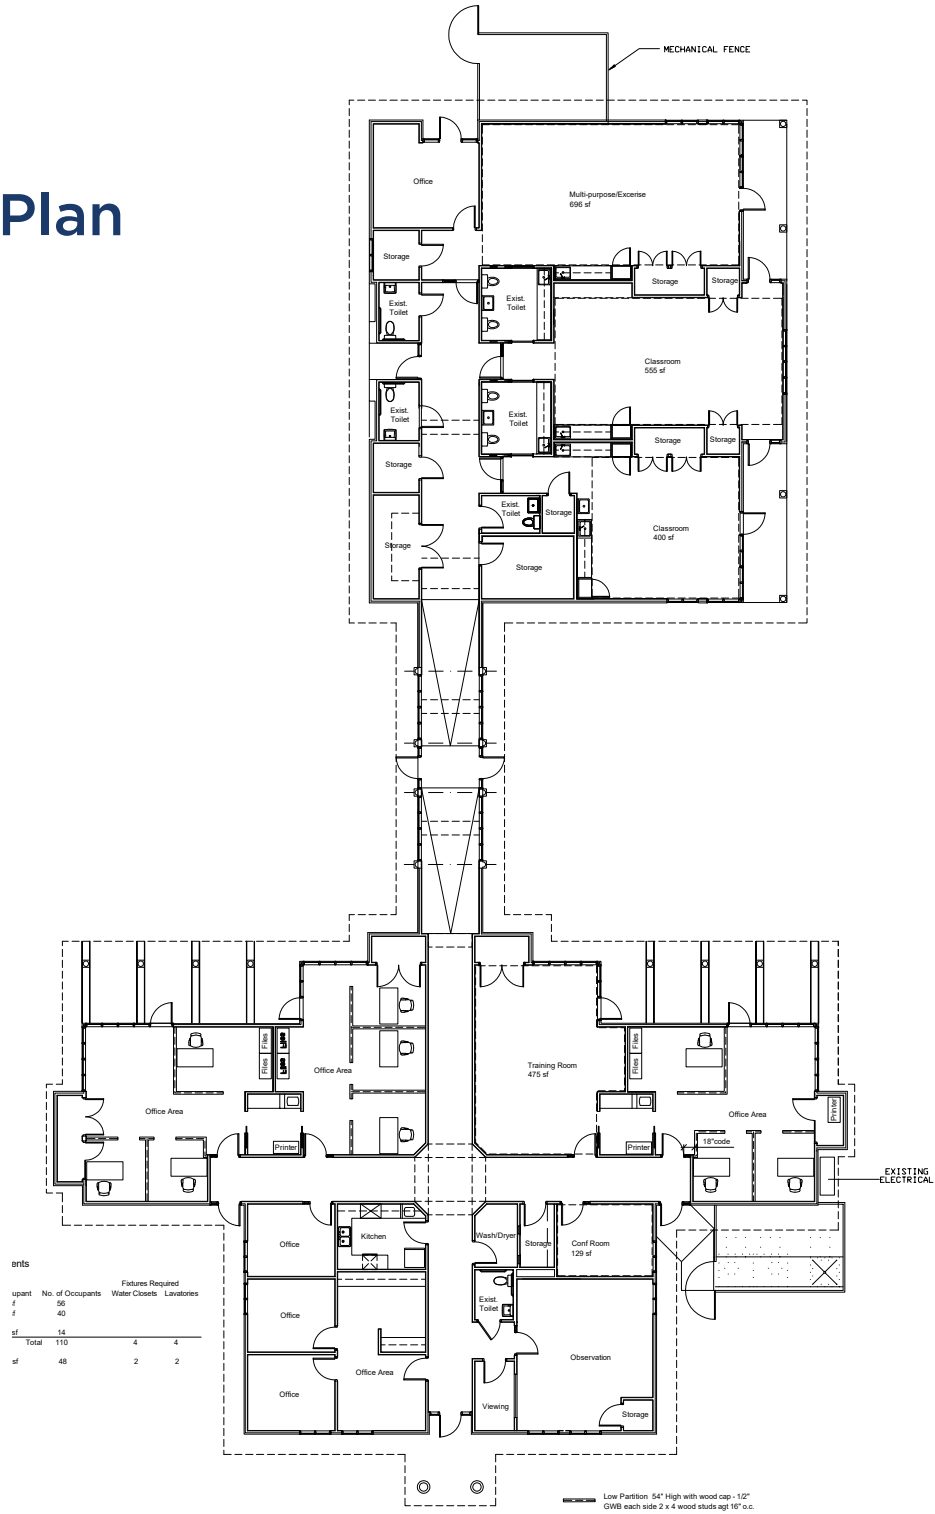 MECHANICAL FENCE
Plan
Office
Multi-purpose/Excerise
696 sf
Storage
Storage
Storage
Exist.
Toilet
Exist.
Toilet
Classroom
555 sf
Exist.
Toilet
Exist.
Toilet
Storage
Storage
Storage
Exist.
Toilet
Storage
Classroom
400 sf
Storage
Storage
Files
Files
Files
Files
Office Area
Training Room
475 sf
Files
Files
Office Area
Printer
Printer
Printer
Office Area
18"code
EXISTING
ELECTRICAL
Office
Kitchen
Wash/Dryer
Storage
Conf Room
129 sf
ents
Fixtures Required
upant No. of Occupants Water Closets Lavatories
f 56
f 40
sf 14
Total 110 4 4
sf 48 2 2
Office
Exist.
Toilet
Observation
Office Area
Office
Viewing
Storage
Low Partition 54" High with wood cap - 1/2"
GWB each side 2 x 4 wood studs agt 16" o.c.